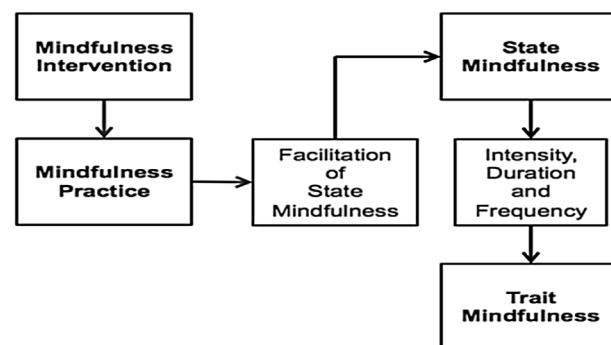 Mindfulness
Intervention
Mindfulness
Practice
Facilitation
of
State
Mindfulness
State
Mindfulness
Intensity,
Duration
and
Frequency
Trait
Mindfulness